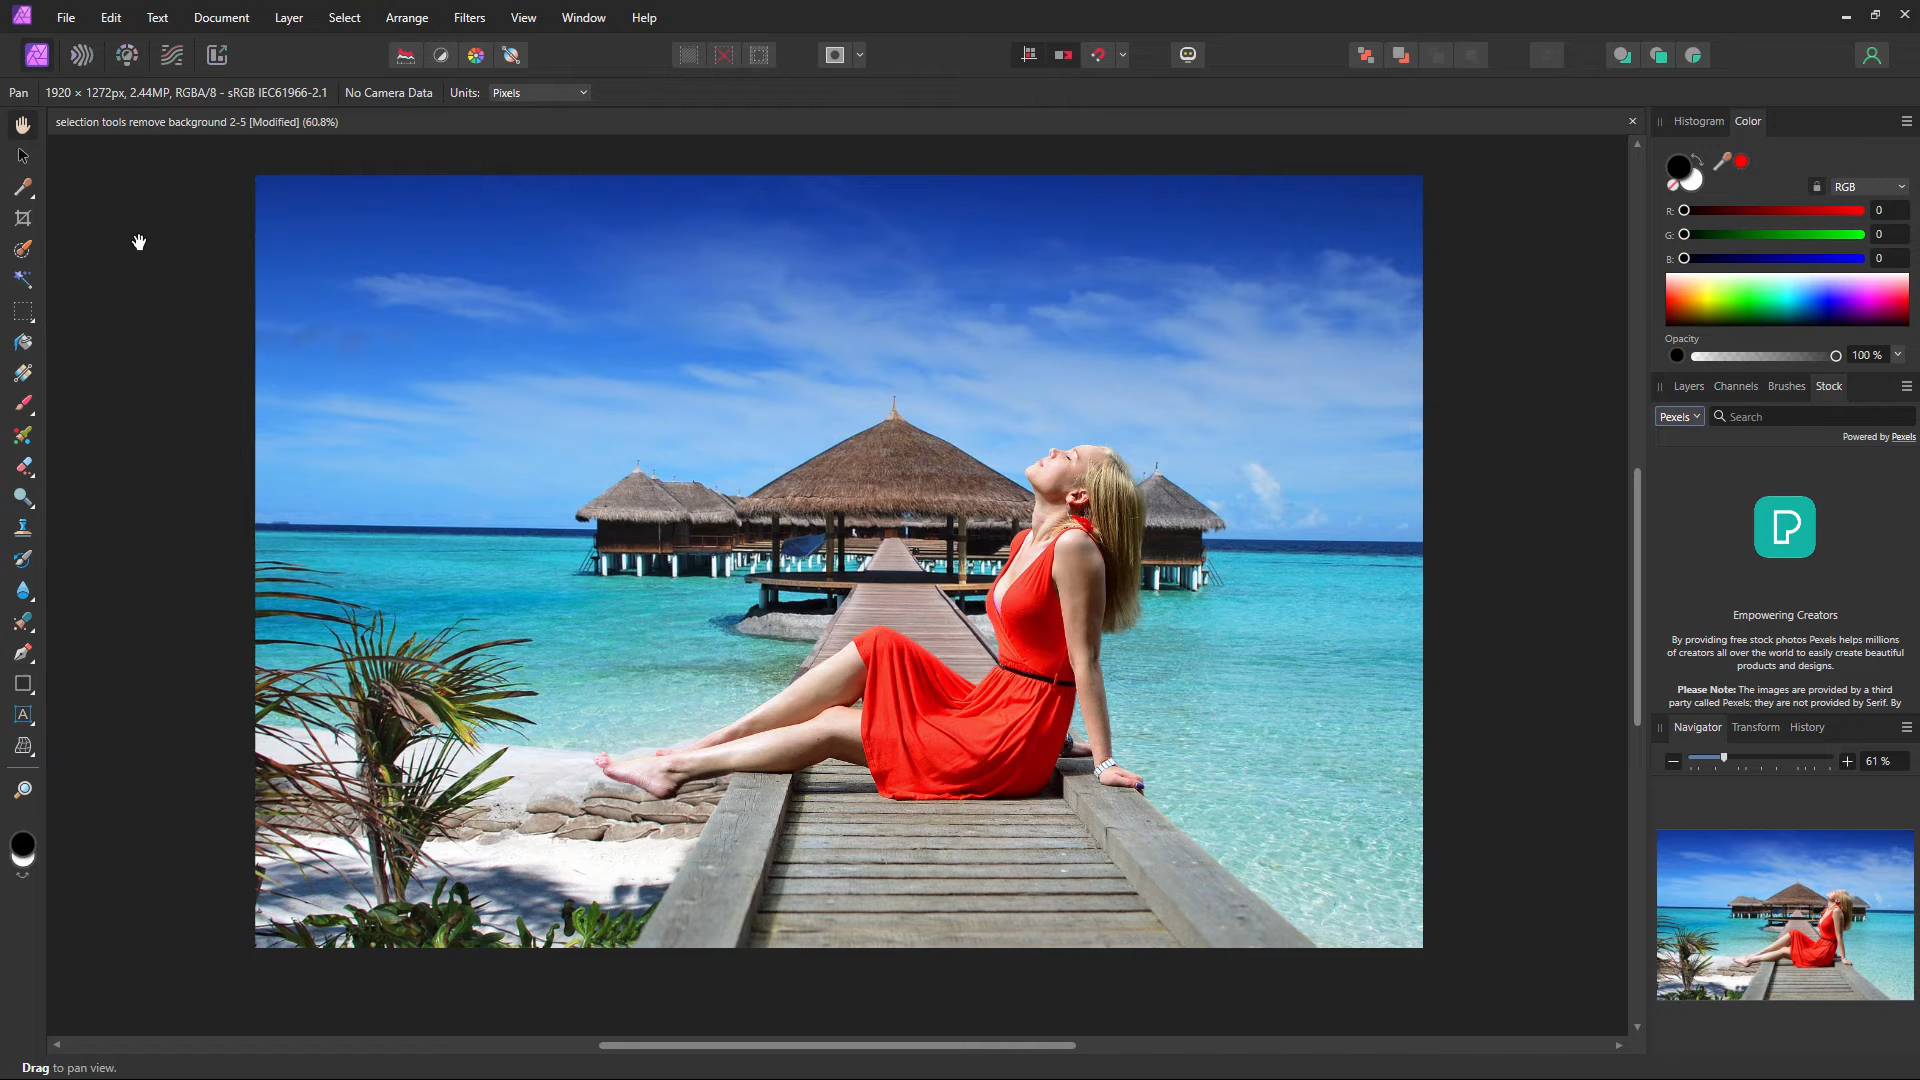 File Edit Text Document Layer Select Arrange Filters View Window Help
Pan 1920 × 1272px, 2.44MP, RGBA/8 - sRGB IEC61966-2.1 No Camera Data Units: Pixels
selection tools remove background 2-5 [Modified] (60.8%)
Histogram Color
RGB
R: 0
G: 0
B: 0
Opacity
100 %
Layers Channels Brushes Stock
Pexels Search
Powered by Pexels
Empowering Creators
By providing free stock photos Pexels helps millions
of creators all over the world to easily create beautiful
products and designs.
Please Note: The images are provided by a third
party called Pexels; they are not provided by Serif. By
Navigator Transform History
61 %
Drag to pan view.